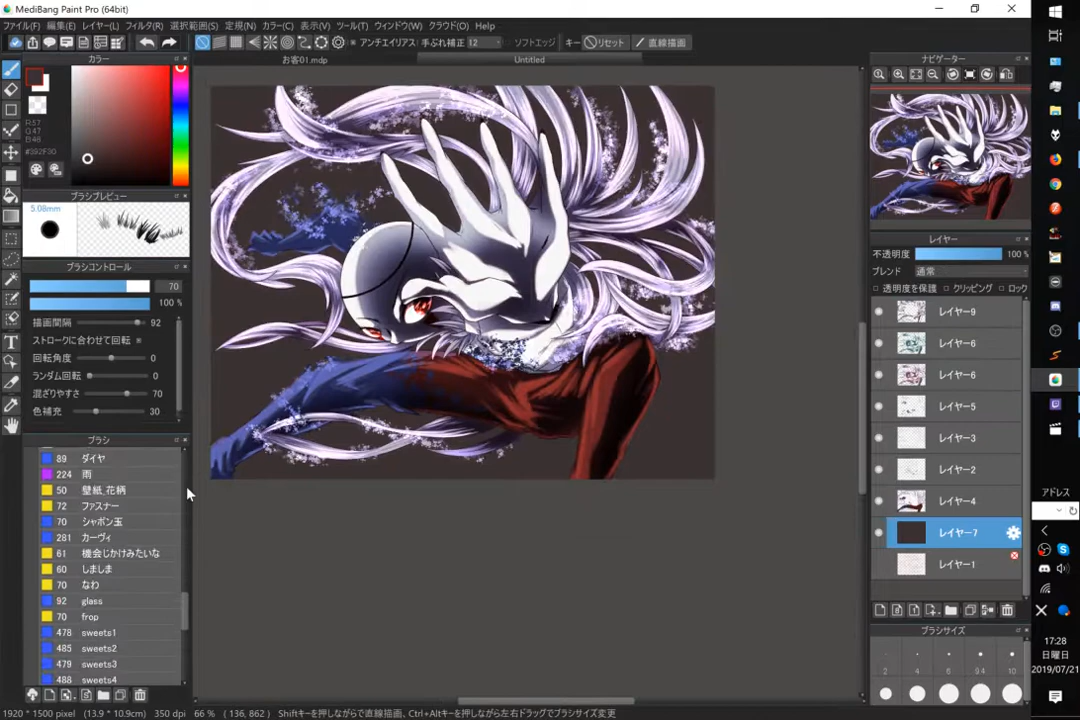 MediBang Paint Pro (64bit)
ファイル(F) 編集(E) レイヤー(L) フィルタ(R) 選択範囲(S) 定規(N) カラー(C) 表示(V) ツール(T) ウィンドウ(W) クラウド(O) Help
アンチエイリアス 手ぶれ補正 12 ソフトエッジ キー リセット 直線描画
お客01.mdp Untitled
カラー
R:57
G:47
B:48
#392F30
ブラシプレビュー
5.08mm
ブラシコントロール
70
100 %
描画間隔 92
ストロークに合わせて回転
回転角度 0
ランダム回転 0
混ざりやすさ 70
色補充 30
ブラシ
89 ダイヤ
224 雨
50 壁紙_花柄
72 ファスナー
70 シャボン玉
281 カーヴィ
61 機会じかけみたいな
60 しましま
70 なわ
92 glass
70 frop
478 sweets1
485 sweets2
479 sweets3
488 sweets4
ナビゲーター
レイヤー
不透明度 100 %
ブレンド 通常
透明度を保護 クリッピング ロック
レイヤー9
レイヤー6
レイヤー6
レイヤー5
レイヤー3
レイヤー2
レイヤー4
レイヤー7
レイヤー1
ブラシサイズ
2 4 6 9.4 10
アドレス
17:28
日曜日
2019/07/21
1920 * 1500 pixel (13.9 * 10.9cm) 350 dpi 66 % ( 136, 862 ) Shiftキーを押しながらで直線描画、Ctrl+Altキーを押しながら左右ドラッグでブラシサイズ変更